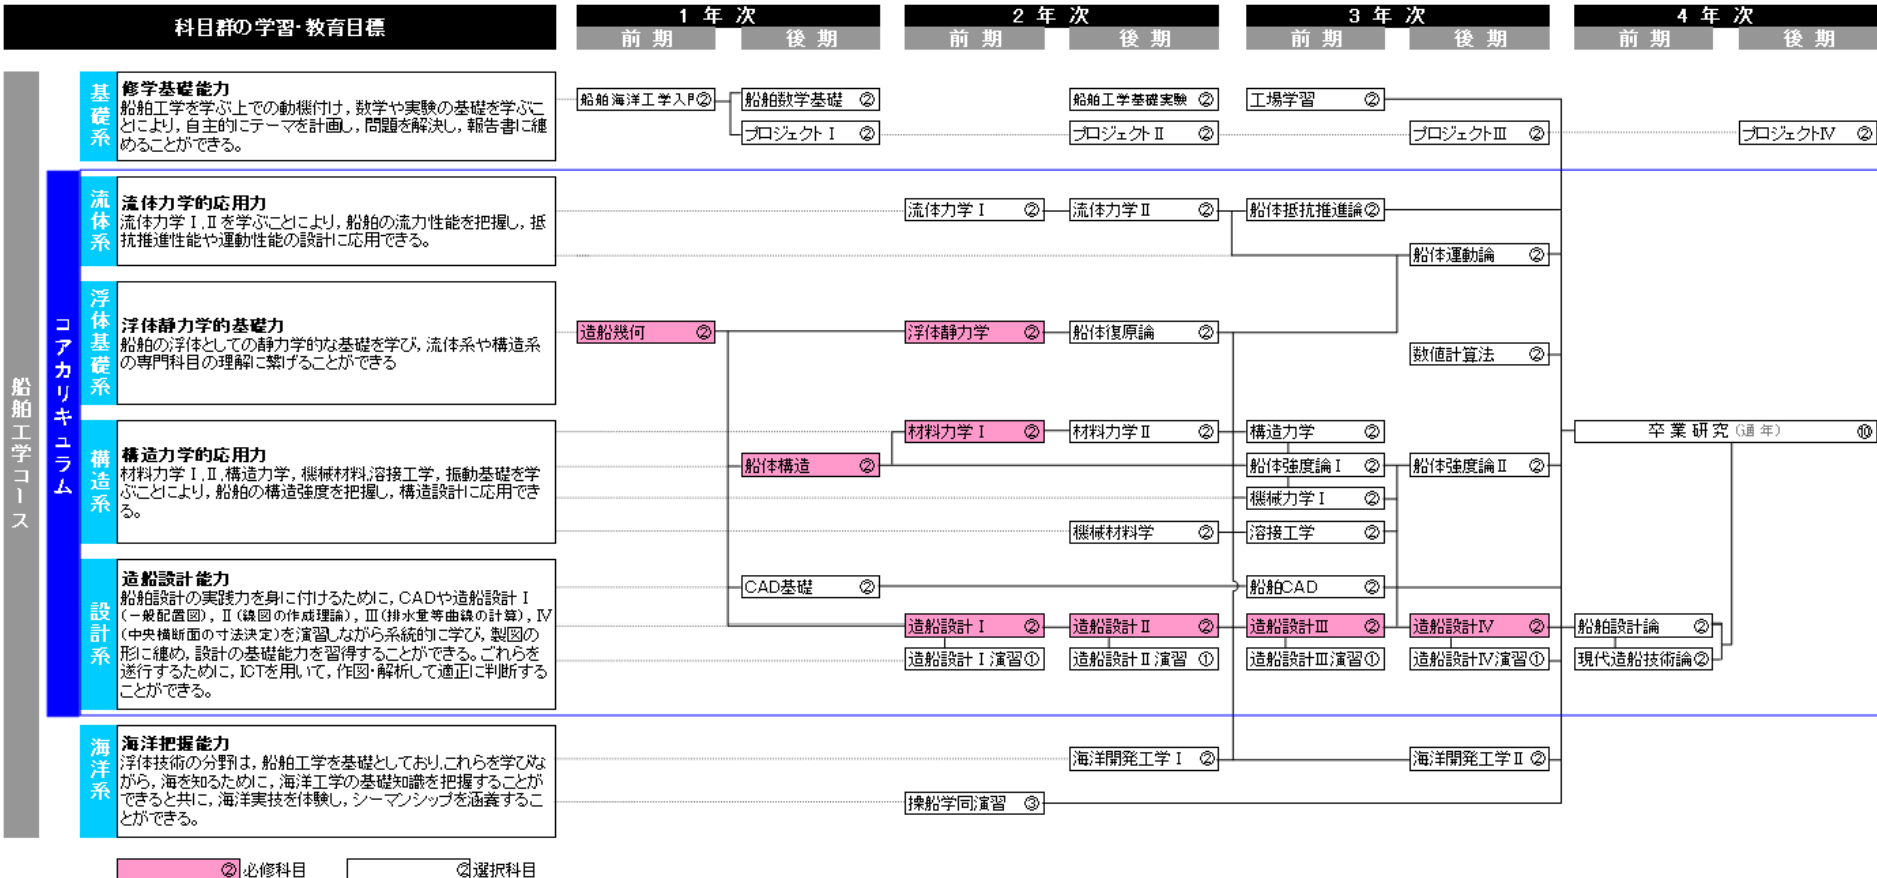 科目群の学習・教育目標
1 年 次
2 年 次
3 年 次
4 年 次
前 期
後 期
前 期
後 期
前 期
後 期
前 期
後 期
船舶工学コース
コアカリキュラム
基礎系
修学基礎能力
船舶工学を学ぶ上での動機付け，数学や実験の基礎を学ぶこ
とにより，自主的にテーマを計画し，問題を解決し，報告書に纏
めることができる。
船舶海洋工学入門②
船舶数学基礎 ②
船舶工学基礎実験 ②
工場学習 ②
プロジェクトⅠ ②
プロジェクトⅡ ②
プロジェクトⅢ ②
プロジェクトⅣ ②
流体系
流体力学的応用力
流体力学Ⅰ,Ⅱを学ぶことにより，船舶の流力性能を把握し，抵
抗推進性能や運動性能の設計に応用できる。
流体力学Ⅰ ②
流体力学Ⅱ ②
船体抵抗推進論②
船体運動論 ②
浮体基礎系
浮体静力学的基礎力
船舶の浮体としての静力学的な基礎を学び，流体系や構造系
の専門科目の理解に繋げることができる
造船幾何 ②
浮体静力学 ②
船体復原論 ②
数値計算法 ②
構造系
構造力学的応用力
材料力学Ⅰ,Ⅱ,構造力学，機械材料,溶接工学，振動基礎を学
ぶことにより，船舶の構造強度を把握し，構造設計に応用でき
る。
材料力学Ⅰ ②
材料力学Ⅱ ②
構造力学 ②
卒 業 研 究 (通 年) ⑩
船体構造 ②
船体強度論Ⅰ ②
船体強度論Ⅱ ②
機械力学Ⅰ ②
機械材料学 ②
溶接工学 ②
設計系
造船設計能力
船舶設計の実践力を身に付けるために，CADや造船設計Ⅰ
(一般配置図)，Ⅱ(線図の作成理論)，Ⅲ(排水量等曲線の計算)，Ⅳ
(中央横断面の寸法決定)を演習しながら系統的に学び，製図の
形に纏め，設計の基礎能力を習得することができる。これらを
遂行するために，ICTを用いて，作図・解析して適正に判断する
ことができる。
CAD基礎 ②
船舶CAD ②
造船設計Ⅰ ②
造船設計Ⅱ ②
造船設計Ⅲ ②
造船設計Ⅳ ②
船舶設計論 ②
造船設計Ⅰ演習①
造船設計Ⅱ演習 ①
造船設計Ⅲ演習①
造船設計Ⅳ演習①
現代造船技術論②
海洋系
海洋把握能力
浮体技術の分野は，船舶工学を基礎としており,これらを学びな
がら，海を知るために，海洋工学の基礎知識を把握することが
できると共に，海洋実技を体験し，シーマンシップを涵養するこ
とができる。
海洋開発工学Ⅰ ②
海洋開発工学Ⅱ ②
操船学同演習 ③
②必修科目
②選択科目